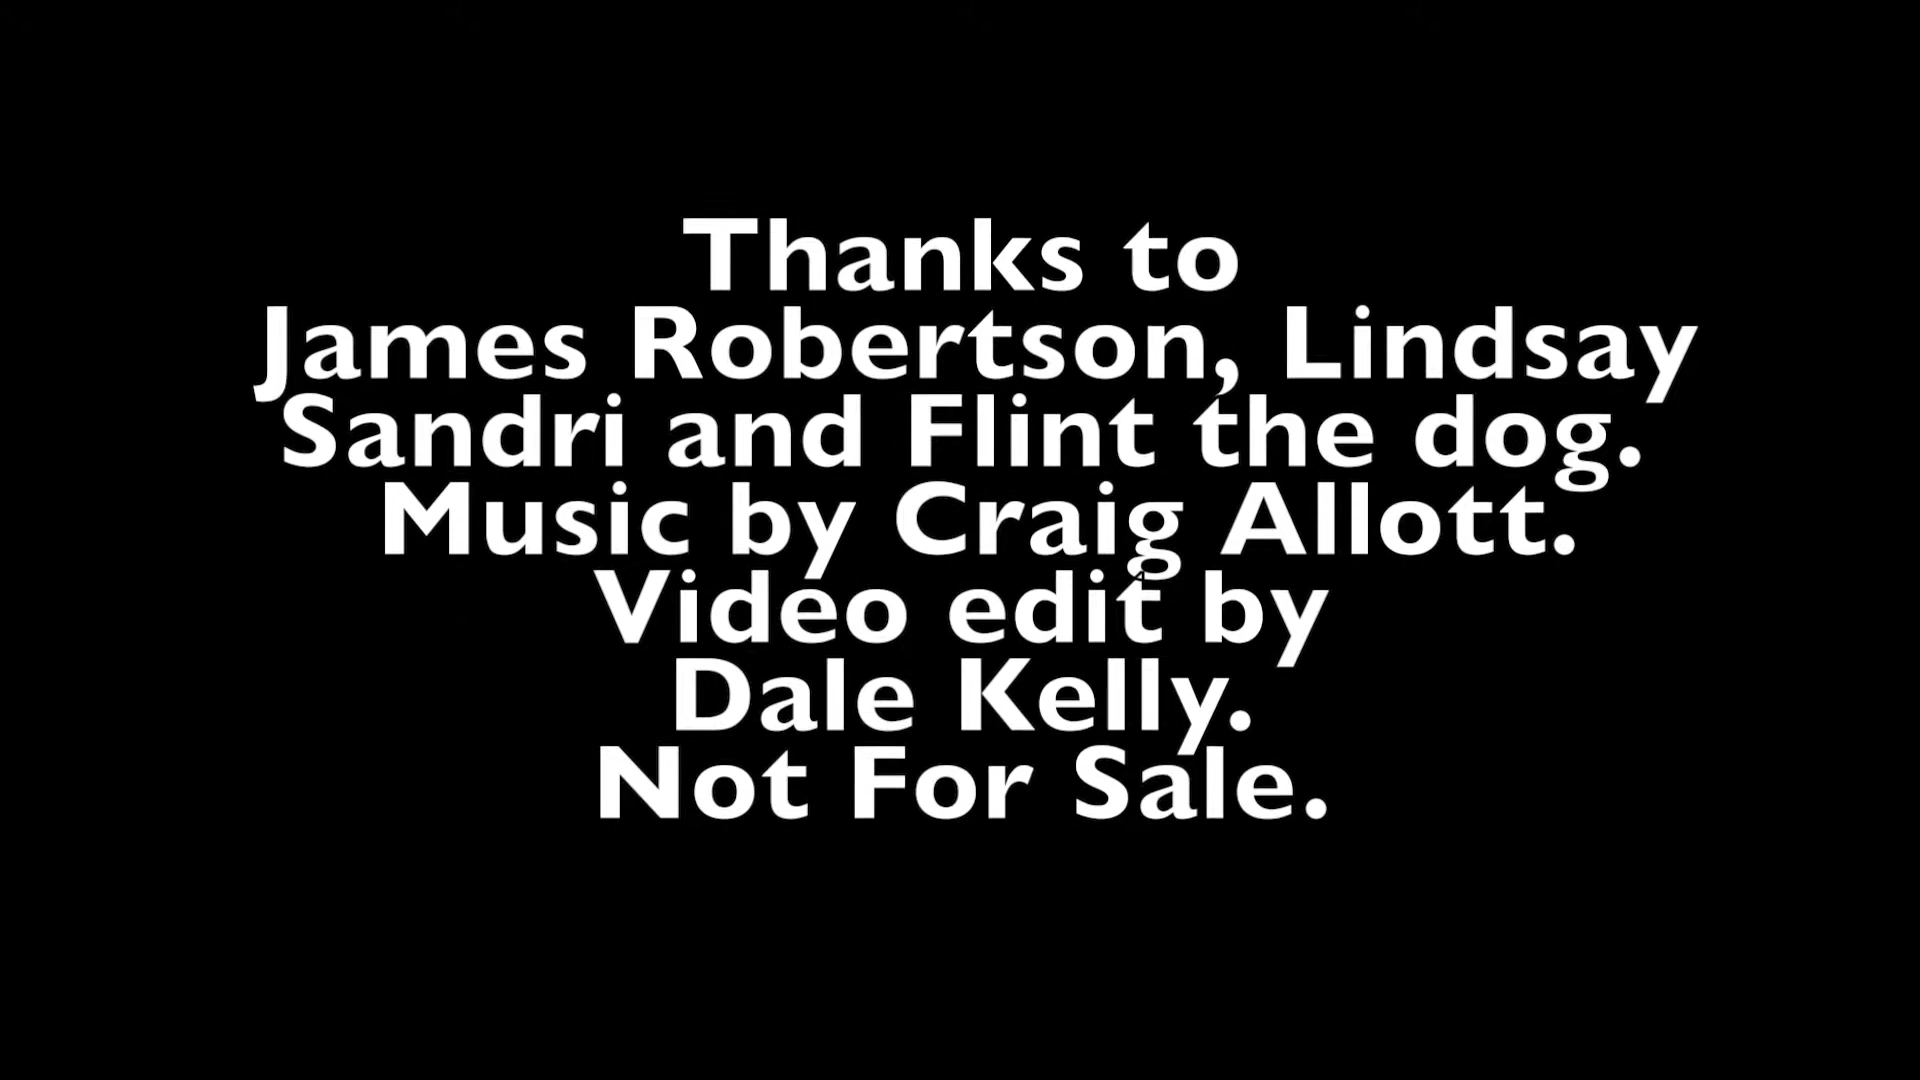 Thanks to
James Robertson, Lindsay
Sandri and Flint the dog.
Music by Craig Allott.
Video edit by
Dale Kelly.
Not For Sale.